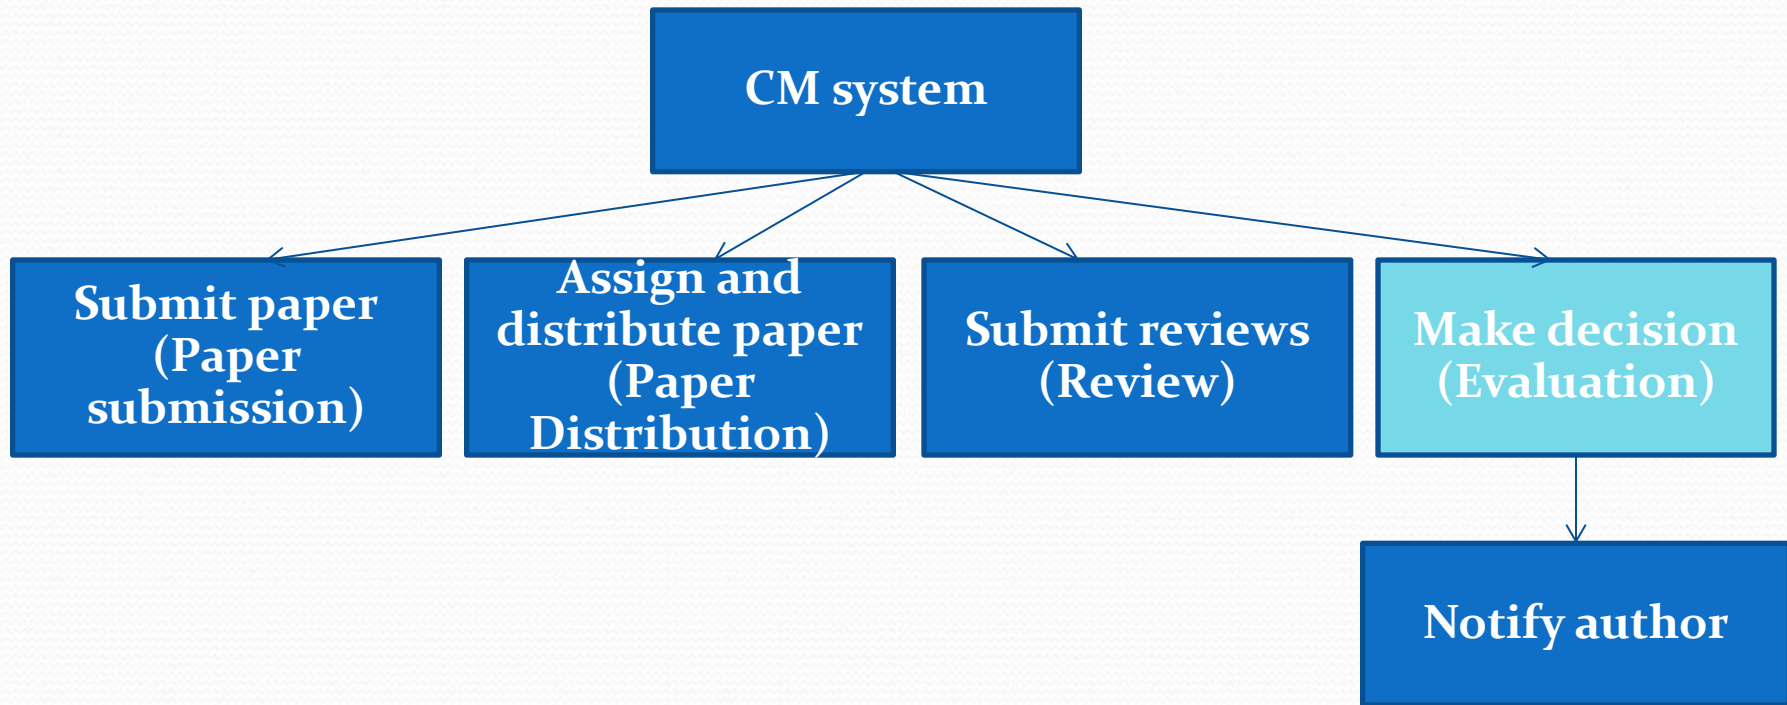 CM system
Submit paper
(Paper
submission)
Assign and
distribute paper
(Paper
Distribution)
Submit reviews
(Review)
Make decision
(Evaluation)
Notify author